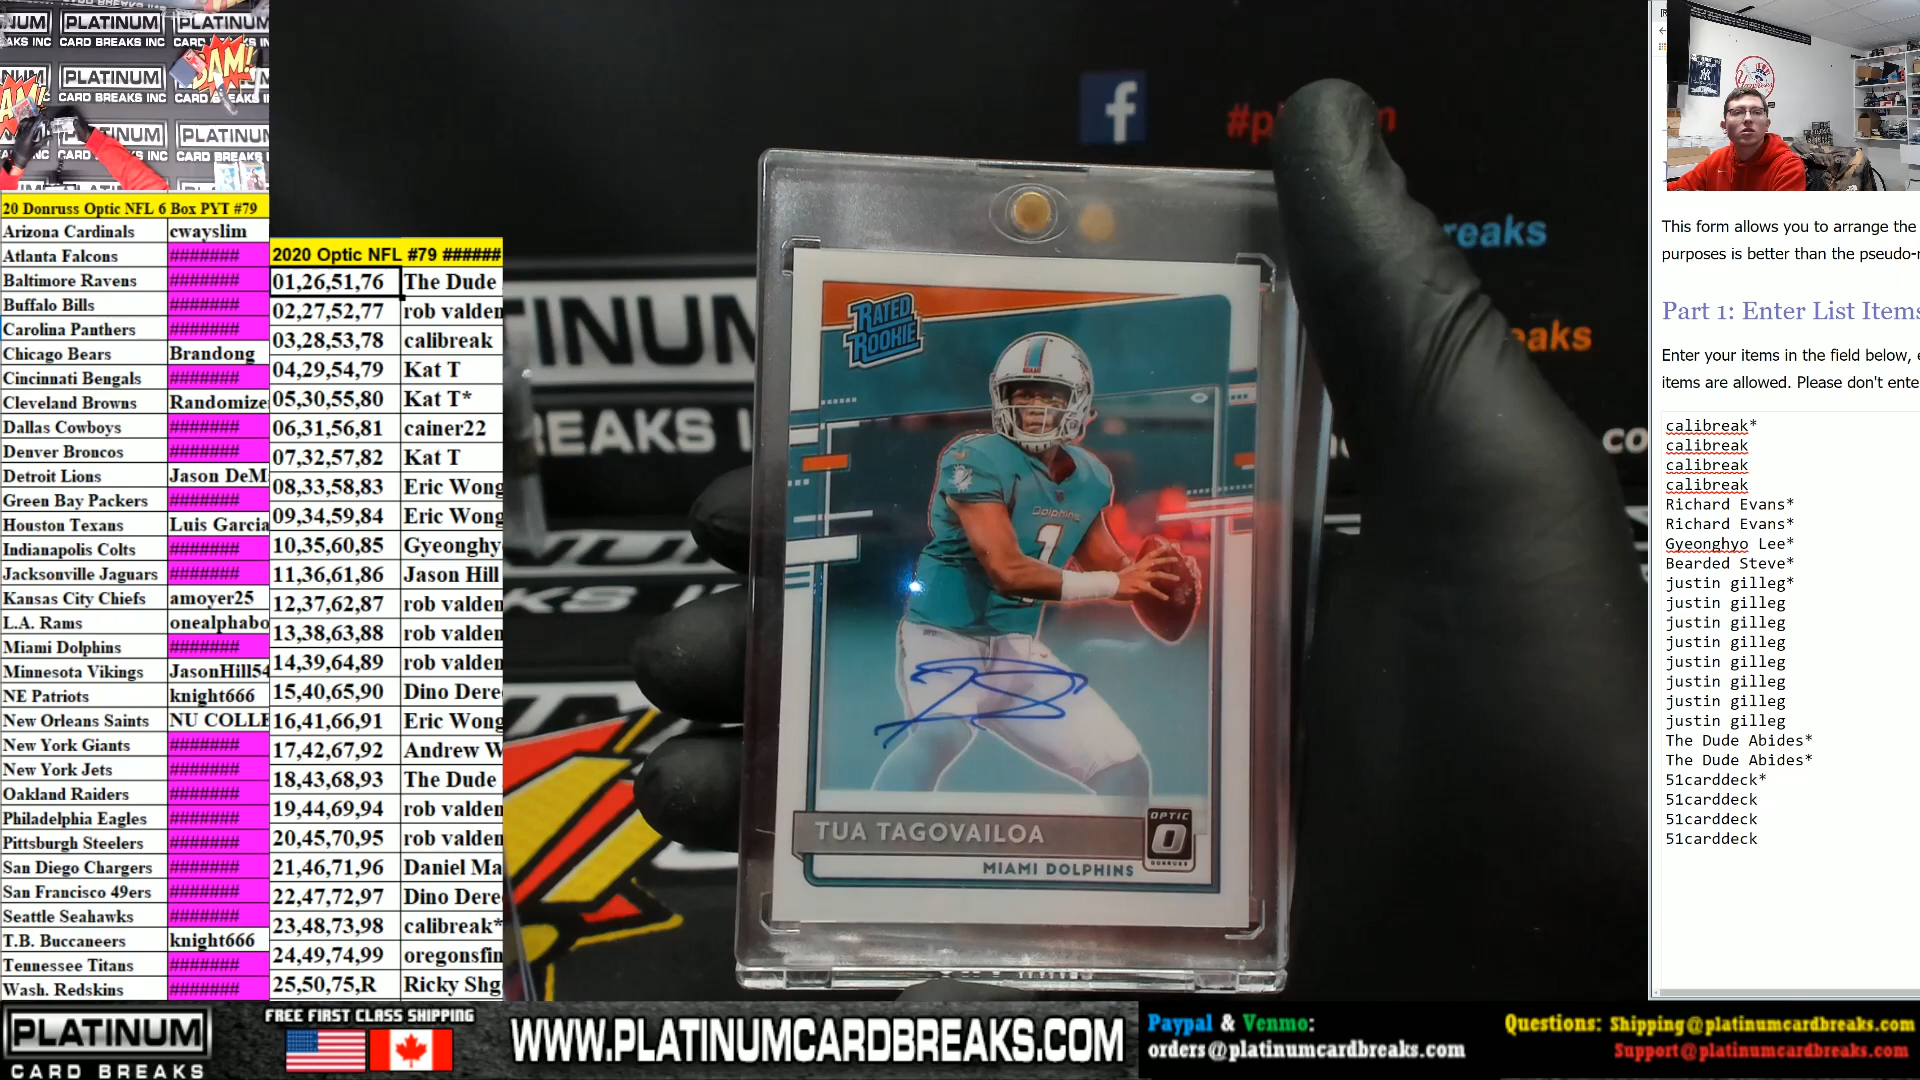 PLATINUM
CARD BREAKS INC
PLATINUM
CARD BREAKS INC
PLATINUM
CARD BREAKS INC
BAM!
20 Donruss Optic NFL 6 Box PYT #79
Arizona Cardinals cwayslim
Atlanta Falcons #######
Baltimore Ravens #######
Buffalo Bills #######
Carolina Panthers #######
Chicago Bears Brandong
Cincinnati Bengals #######
Cleveland Browns Randomize
Dallas Cowboys #######
Denver Broncos #######
Detroit Lions Jason DeM
Green Bay Packers #######
Houston Texans Luis Garcia
Indianapolis Colts #######
Jacksonville Jaguars #######
Kansas City Chiefs amoyer25
L.A. Rams onealphabo
Miami Dolphins #######
Minnesota Vikings JasonHill54
NE Patriots knight666
New Orleans Saints NU COLLE
New York Giants #######
New York Jets #######
Oakland Raiders #######
Philadelphia Eagles #######
Pittsburgh Steelers #######
San Diego Chargers #######
San Francisco 49ers #######
Seattle Seahawks #######
T.B. Buccaneers knight666
Tennessee Titans #######
Wash. Redskins #######
2020 Optic NFL #79 ######
01,26,51,76 The Dude
02,27,52,77 rob valden
03,28,53,78 calibreak
04,29,54,79 Kat T
05,30,55,80 Kat T*
06,31,56,81 cainer22
07,32,57,82 Kat T
08,33,58,83 Eric Wong
09,34,59,84 Eric Wong
10,35,60,85 Gyeonghy
11,36,61,86 Jason Hill
12,37,62,87 rob valden
13,38,63,88 rob valden
14,39,64,89 rob valden
15,40,65,90 Dino Dere
16,41,66,91 Eric Wong
17,42,67,92 Andrew W
18,43,68,93 The Dude
19,44,69,94 rob valden
20,45,70,95 rob valden
21,46,71,96 Daniel Ma
22,47,72,97 Dino Dere
23,48,73,98 calibreak*
24,49,74,99 oregonsfin
25,50,75,R Ricky Shg
f
reaks
eaks
co
TINUM
REAKS I
RATED
ROOKIE
Dolphins
1
TUA TAGOVAILOA
MIAMI DOLPHINS
OPTIC
O
DONRUSS
This form allows you to arrange the
purposes is better than the pseudo-r
Part 1: Enter List Items
Enter your items in the field below, e
items are allowed. Please don't ente
calibreak*
calibreak
calibreak
calibreak
Richard Evans*
Richard Evans*
Gyeonghyo Lee*
Bearded Steve*
justin gilleg*
justin gilleg
justin gilleg
justin gilleg
justin gilleg
justin gilleg
justin gilleg
justin gilleg
The Dude Abides*
The Dude Abides*
51carddeck*
51carddeck
51carddeck
51carddeck
PLATINUM
CARD BREAKS
FREE FIRST CLASS SHIPPING
WWW.PLATINUMCARDBREAKS.COM
Paypal & Venmo:
orders@platinumcardbreaks.com
Questions: Shipping@platinumcardbreaks.com
Support@platinumcardbreaks.com